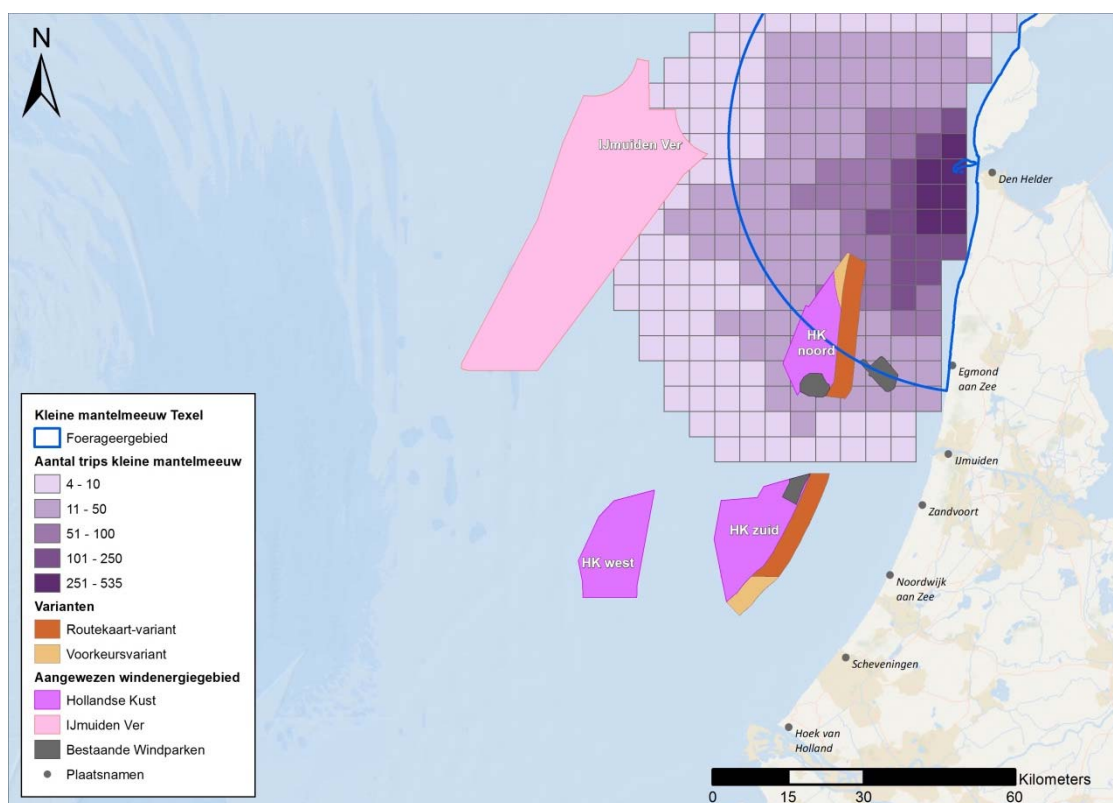 N
IJmuiden Ver
Den Helder
HK
noord
Egmond
aan Zee
IJmuiden
Zandvoort
HK zuid
HK west
Noordwijk
aan Zee
Scheveningen
Hoek van
Holland
Kleine mantelmeeuw Texel
Foerageergebied
Aantal trips kleine mantelmeeuw
4 - 10
11 - 50
51 - 100
101 - 250
251 - 535
Varianten
Routekaart-variant
Voorkeursvariant
Aangewezen windenergiegebied
Hollandse Kust
IJmuiden Ver
Bestaande Windparken
Plaatsnamen
Kilometers
0 15 30 60